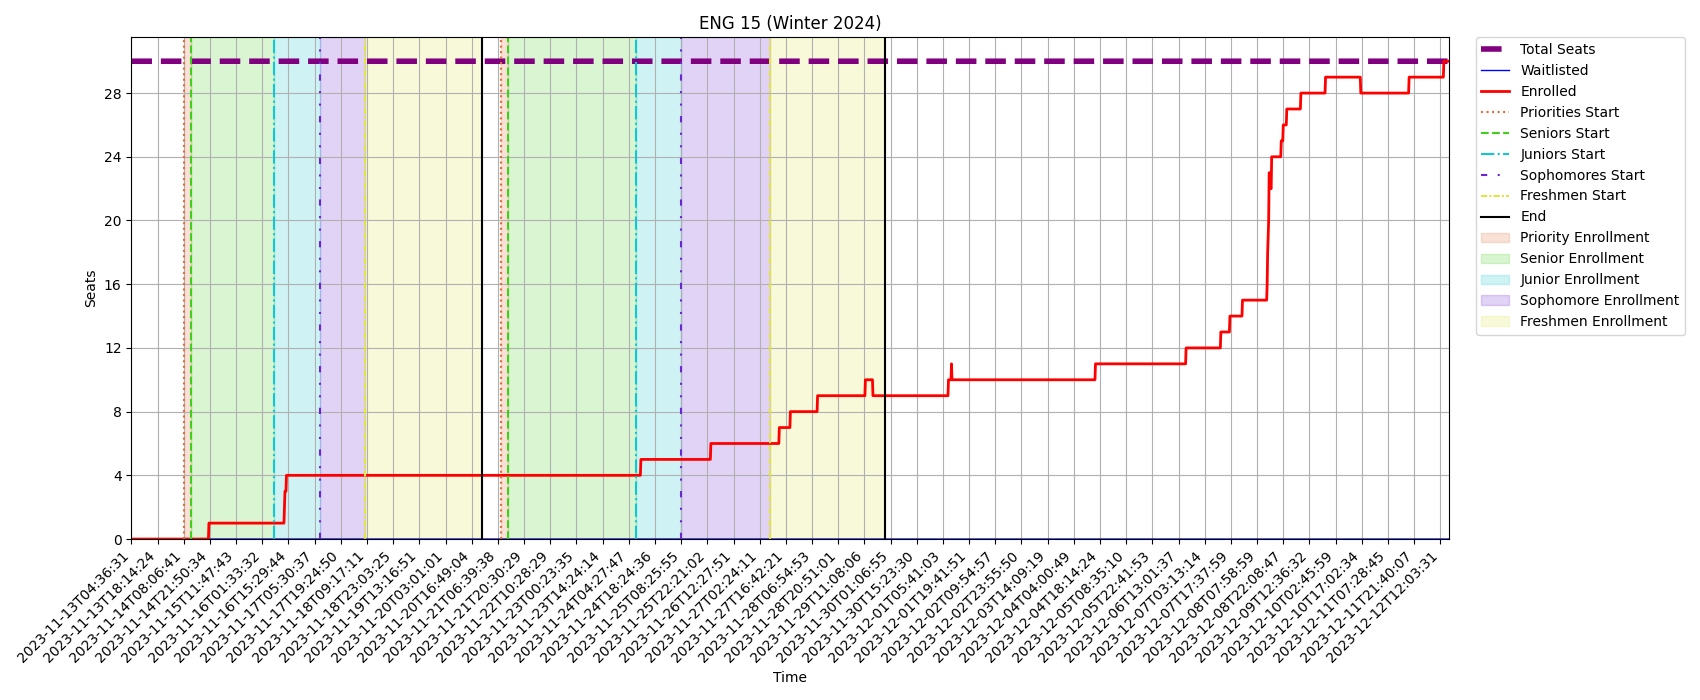 ENG 15 (Winter 2024)
Seats
28
24
20
16
12
8
4
0
2023-11-13T04:36:31
2023-11-13T18:14:24
2023-11-14T08:06:41
2023-11-14T21:50:34
2023-11-15T11:47:43
2023-11-16T01:33:32
2023-11-16T15:29:44
2023-11-17T05:30:37
2023-11-17T19:24:50
2023-11-18T09:17:11
2023-11-18T23:03:25
2023-11-19T13:16:51
2023-11-20T03:01:01
2023-11-20T16:49:04
2023-11-21T06:39:38
2023-11-21T20:30:29
2023-11-22T10:28:29
2023-11-23T00:23:35
2023-11-23T14:24:14
2023-11-24T04:27:47
2023-11-24T18:24:36
2023-11-25T08:25:55
2023-11-25T22:21:02
2023-11-26T12:27:51
2023-11-27T02:24:11
2023-11-27T16:42:21
2023-11-28T06:54:53
2023-11-28T20:51:01
2023-11-29T11:08:06
2023-11-30T01:06:55
2023-11-30T15:23:30
2023-12-01T05:41:03
2023-12-01T19:41:51
2023-12-02T09:54:57
2023-12-02T23:55:50
2023-12-03T14:09:19
2023-12-04T04:00:49
2023-12-04T18:14:24
2023-12-05T08:35:10
2023-12-05T22:41:53
2023-12-06T13:01:37
2023-12-07T03:13:14
2023-12-07T17:37:59
2023-12-08T07:58:59
2023-12-08T22:08:47
2023-12-09T12:36:32
2023-12-10T02:45:59
2023-12-10T17:02:34
2023-12-11T07:28:45
2023-12-11T21:40:07
2023-12-12T12:03:31
Time
Total Seats
Waitlisted
Enrolled
Priorities Start
Seniors Start
Juniors Start
Sophomores Start
Freshmen Start
End
Priority Enrollment
Senior Enrollment
Junior Enrollment
Sophomore Enrollment
Freshmen Enrollment